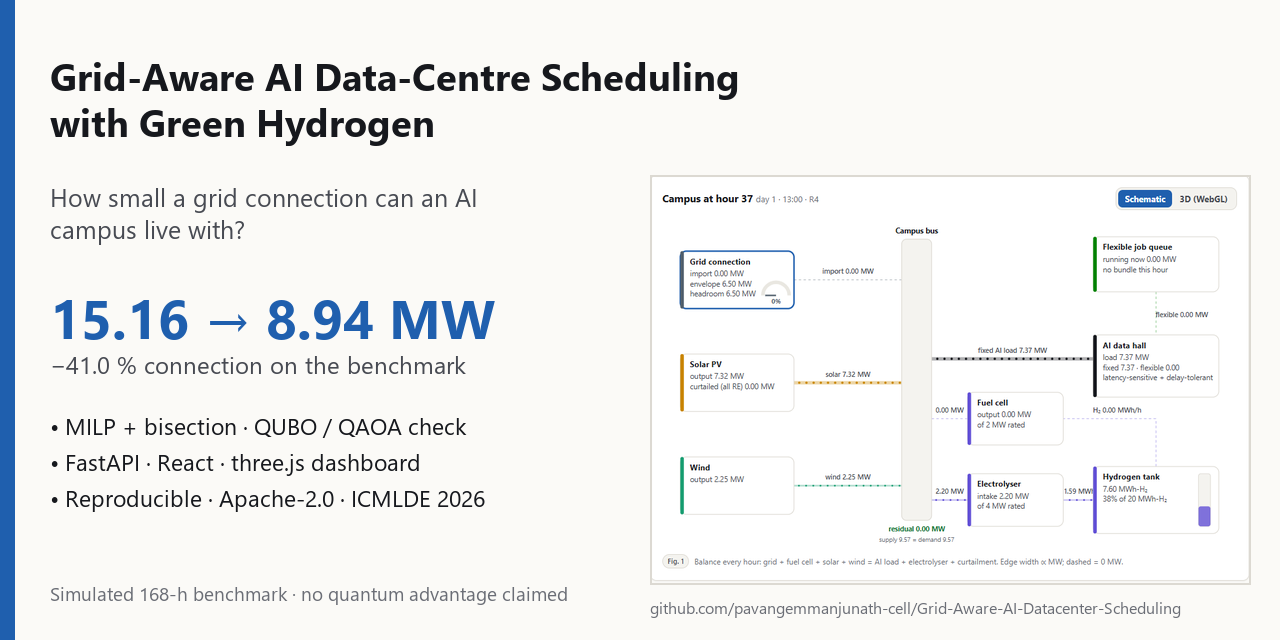 Grid-Aware AI Data-Centre Scheduling
with Green Hydrogen
How small a grid connection can an AI
campus live with?
15.16 → 8.94 MW
−41.0 % connection on the benchmark
• MILP + bisection · QUBO / QAOA check
• FastAPI · React · three.js dashboard
• Reproducible · Apache-2.0 · ICMLDE 2026
Simulated 168-h benchmark · no quantum advantage claimed
Campus at hour 37 day 1 · 13:00 · R4
Schematic
3D (WebGL)
Campus bus
Grid connection
import 0.00 MW
envelope 6.50 MW
headroom 6.50 MW
0%
import 0.00 MW
Solar PV
output 7.32 MW
curtailed (all RE) 0.00 MW
solar 7.32 MW
Wind
output 2.25 MW
wind 2.25 MW
Flexible job queue
running now 0.00 MW
no bundle this hour
flexible 0.00 MW
fixed AI load 7.37 MW
AI data hall
load 7.37 MW
fixed 7.37 · flexible 0.00
latency-sensitive + delay-tolerant
0.00 MW
Fuel cell
output 0.00 MW
of 2 MW rated
H₂ 0.00 MWh/h
2.20 MW
Electrolyser
intake 2.20 MW
of 4 MW rated
1.59 MWh
Hydrogen tank
7.60 MWh-H₂
38% of 20 MWh-H₂
residual 0.00 MW
supply 9.57 = demand 9.57
Fig. 1 Balance every hour: grid + fuel cell + solar + wind = AI load + electrolyser + curtailment. Edge width ∝ MW; dashed = 0 MW.
github.com/pavangemmanjunath-cell/Grid-Aware-AI-Datacenter-Scheduling